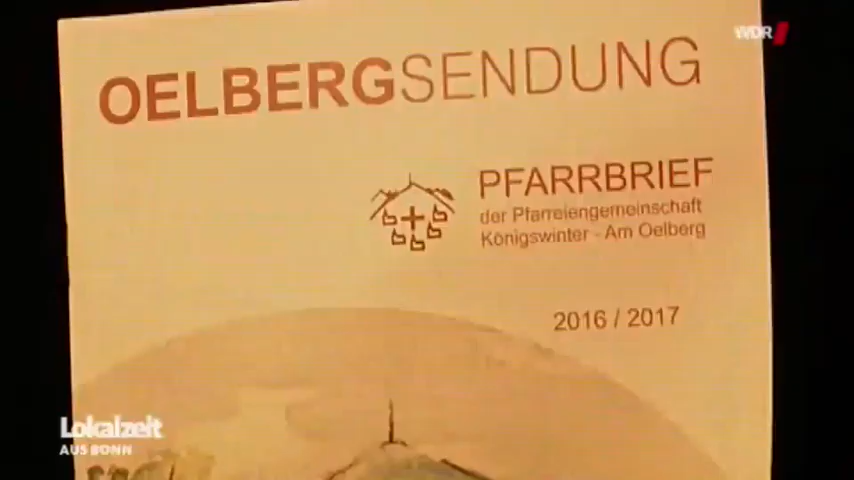 WDR
OELBERGSENDUNG
PFARRBRIEF
der Pfarreiengemeinschaft
Königswinter - Am Oelberg
2016 / 2017
Lokalzeit
AUS BONN